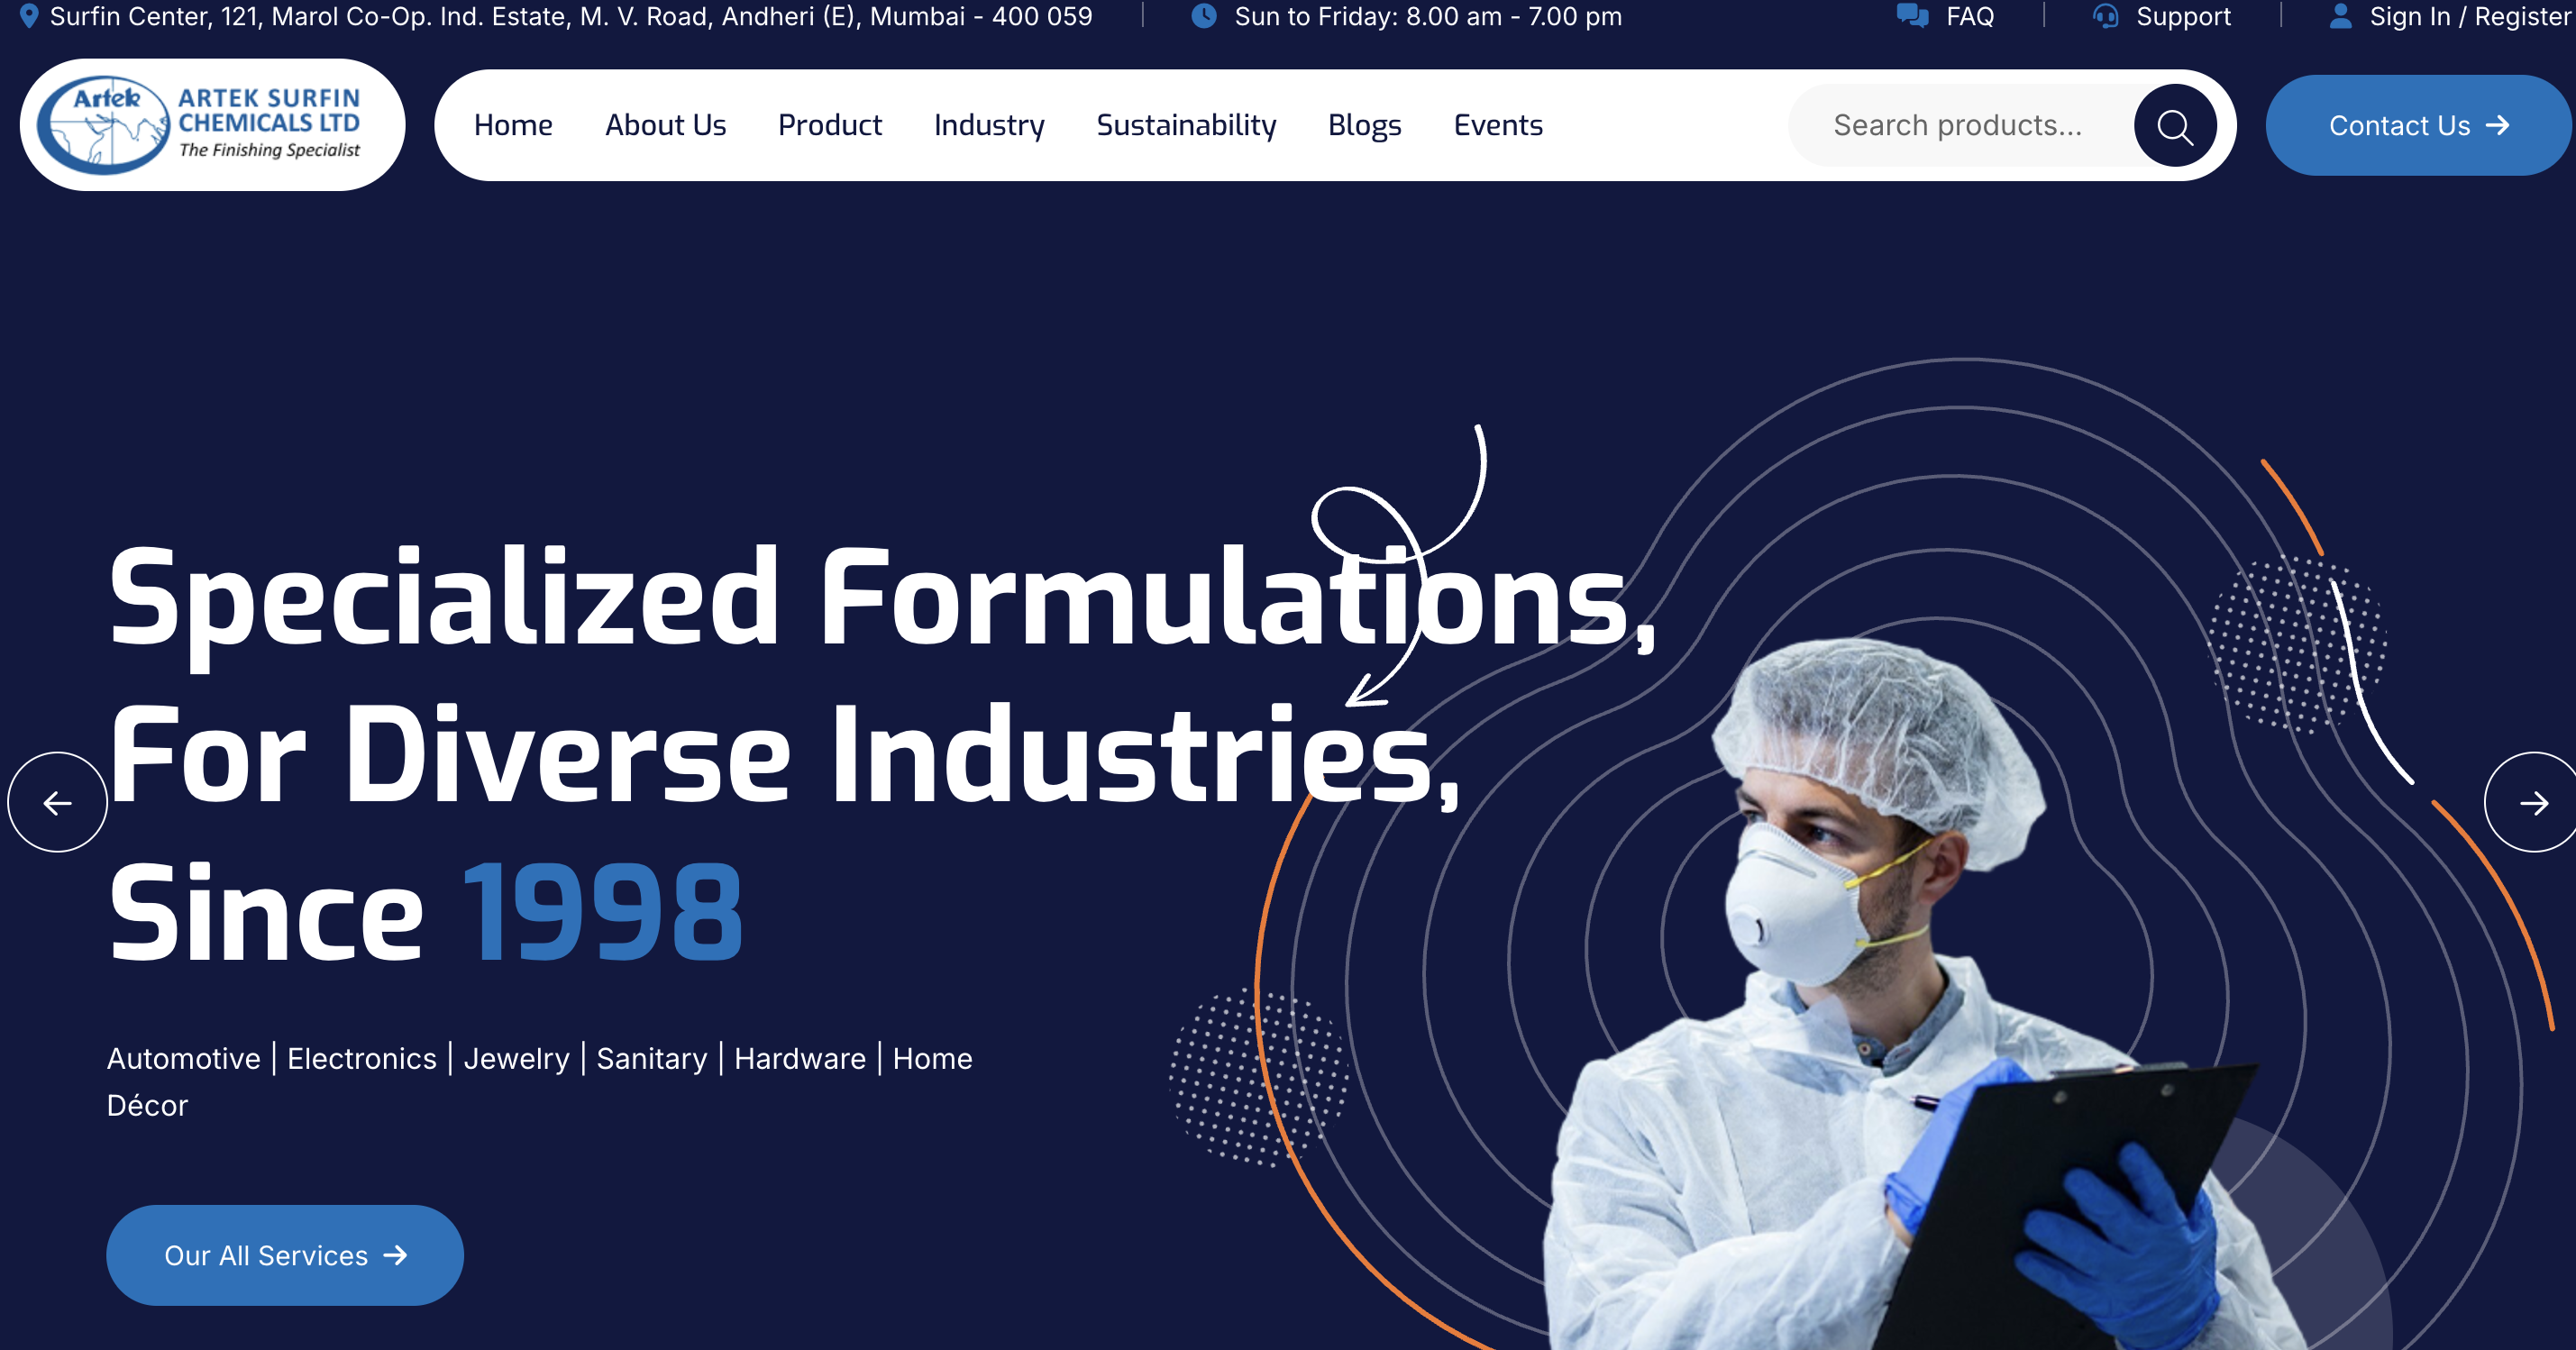 Surfin Center, 121, Marol Co-Op. Ind. Estate, M. V. Road, Andheri (E), Mumbai - 400 059
Sun to Friday: 8.00 am - 7.00 pm
FAQ
Support
Sign In / Register
Artek
ARTEK SURFIN
CHEMICALS LTD
The Finishing Specialist
Home
About Us
Product
Industry
Sustainability
Blogs
Events
Search products...
Contact Us
Specialized Formulations,
For Diverse Industries,
Since 1998
Automotive | Electronics | Jewelry | Sanitary | Hardware | Home
Décor
Our All Services